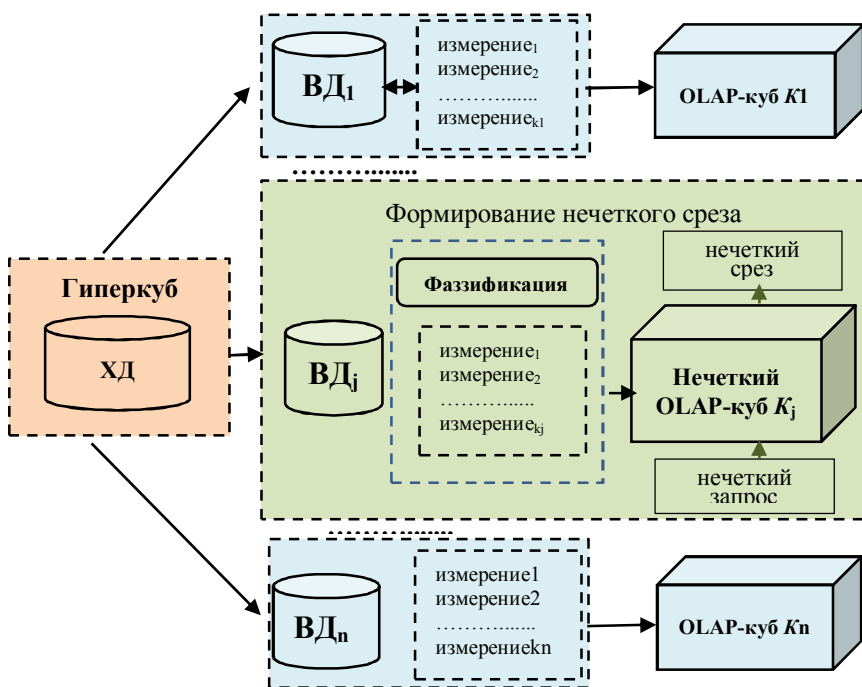 ВД₁
измерение₁
измерение₂
……….......
измерениеₖ₁
OLAP-куб K1
…………........
Формирование нечеткого среза
Гиперкуб
ХД
ВДⱼ
Фаззификация
измерение₁
измерение₂
……….......
измерениеₖⱼ
нечеткий
срез
Нечеткий
OLAP-куб Kⱼ
нечеткий
запрос
…………........
ВДₙ
измерение1
измерение2
……….......
измерениеkn
OLAP-куб Kn